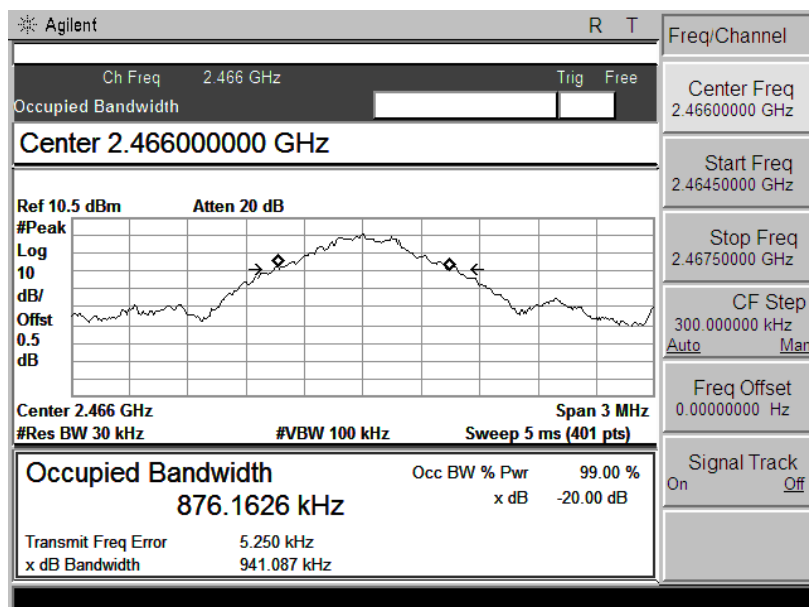 Agilent R T
Ch Freq 2.466 GHz Trig Free
Occupied Bandwidth
Center 2.466000000 GHz
Ref 10.5 dBm Atten 20 dB
#Peak
Log
10
dB/
Offst
0.5
dB
Center 2.466 GHz Span 3 MHz
#Res BW 30 kHz #VBW 100 kHz Sweep 5 ms (401 pts)
Occupied Bandwidth
876.1626 kHz
Occ BW % Pwr 99.00 %
x dB -20.00 dB
Transmit Freq Error 5.250 kHz
x dB Bandwidth 941.087 kHz
Freq/Channel
Center Freq
2.46600000 GHz
Start Freq
2.46450000 GHz
Stop Freq
2.46750000 GHz
CF Step
300.000000 kHz
Auto Man
Freq Offset
0.00000000 Hz
Signal Track
On Off